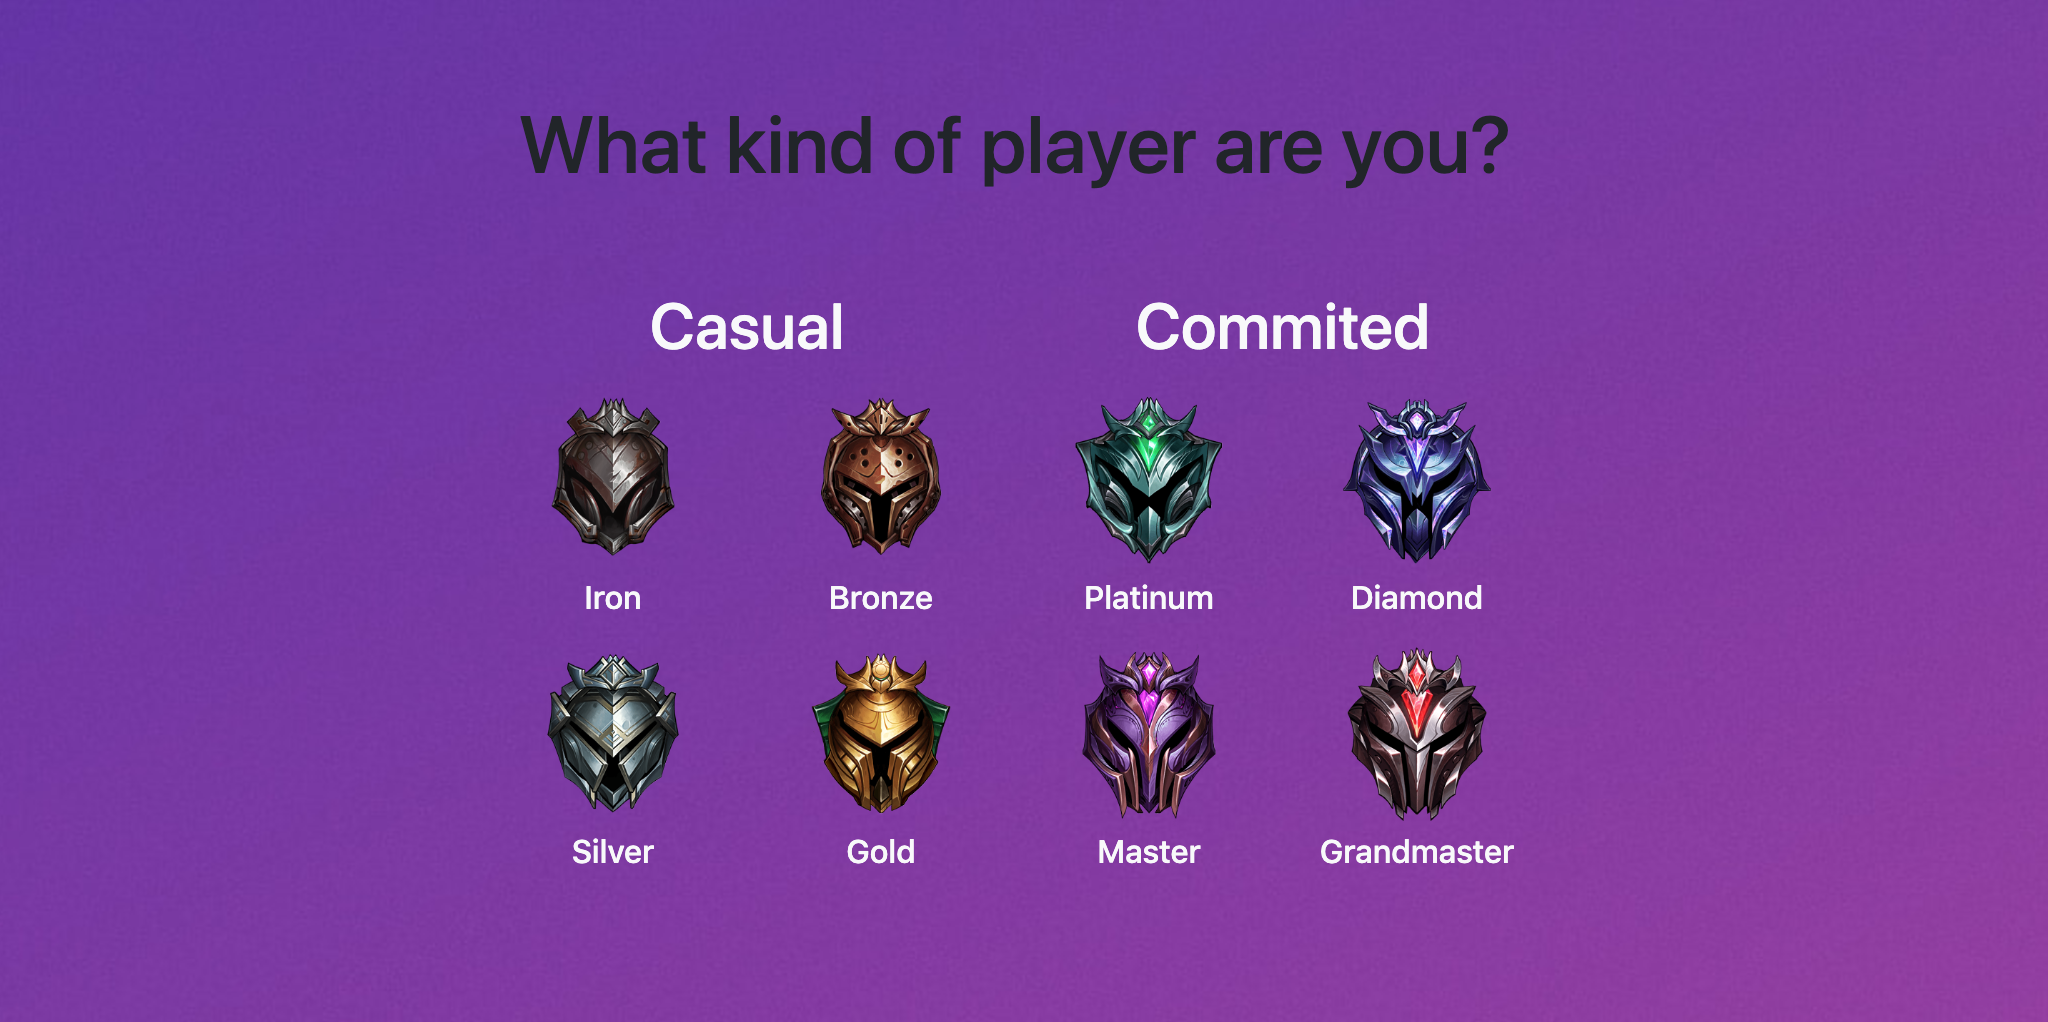 What kind of player are you?
Casual
Commited
Iron
Bronze
Platinum
Diamond
Silver
Gold
Master
Grandmaster